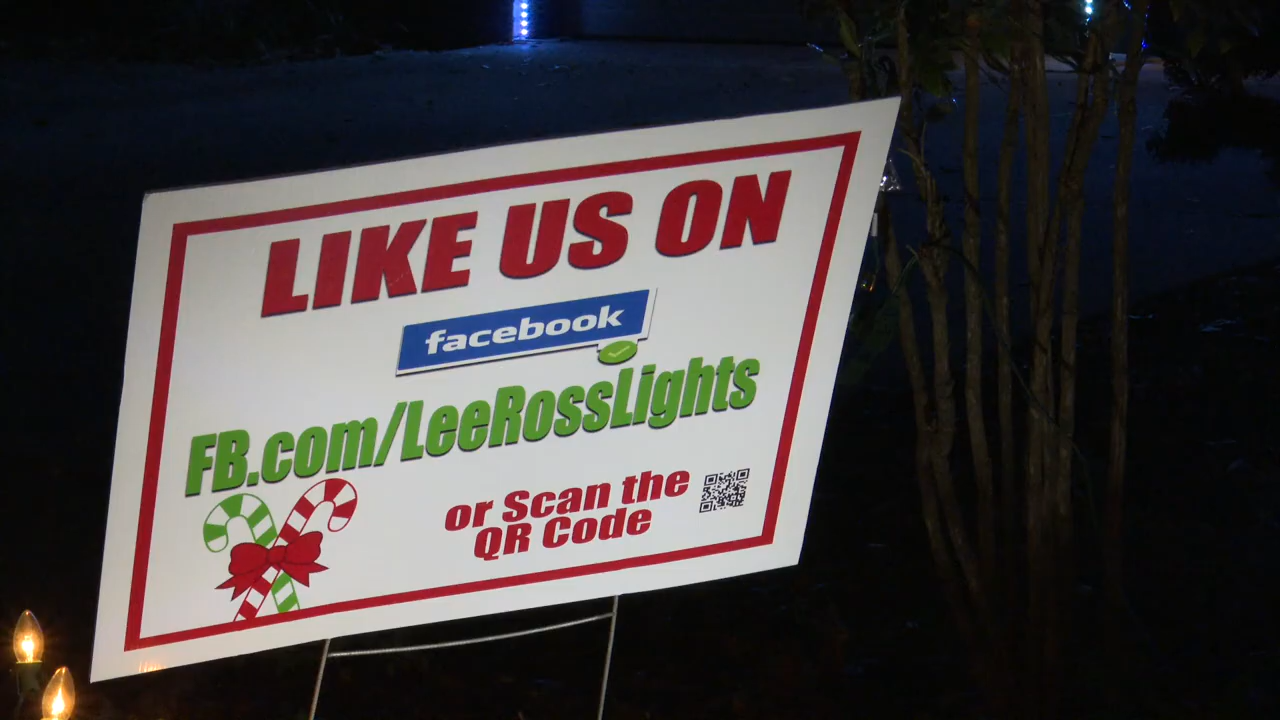 LIKE US ON
facebook
FB.com/LeeRossLights
or Scan the
QR Code